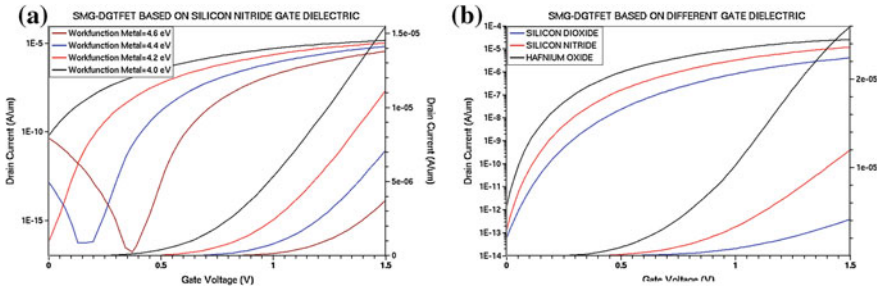 (a)
SMG-DGTFET BASED ON SILICON NITRIDE GATE DIELECTRIC
Workfunction Metal=4.6 eV
Workfunction Metal=4.4 eV
Workfunction Metal=4.2 eV
Workfunction Metal=4.0 eV
Drain Current (A/um)
1E-5
1E-10
1E-15
1.5e-05
1e-05
5e-06
0
Drain Current (A/um)
0
0.5
1
1.5
Gate Voltage (V)
(b)
SMG-DGTFET BASED ON DIFFERENT GATE DIELECTRIC
SILICON DIOXIDE
SILICON NITRIDE
HAFNIUM OXIDE
Drain Current (A/um)
1E-4
1E-5
1E-6
1E-7
1E-8
1E-9
1E-10
1E-11
1E-12
1E-13
1E-14
2e-05
1e-05
0
0.5
1
1.5
Gate Voltage (V)